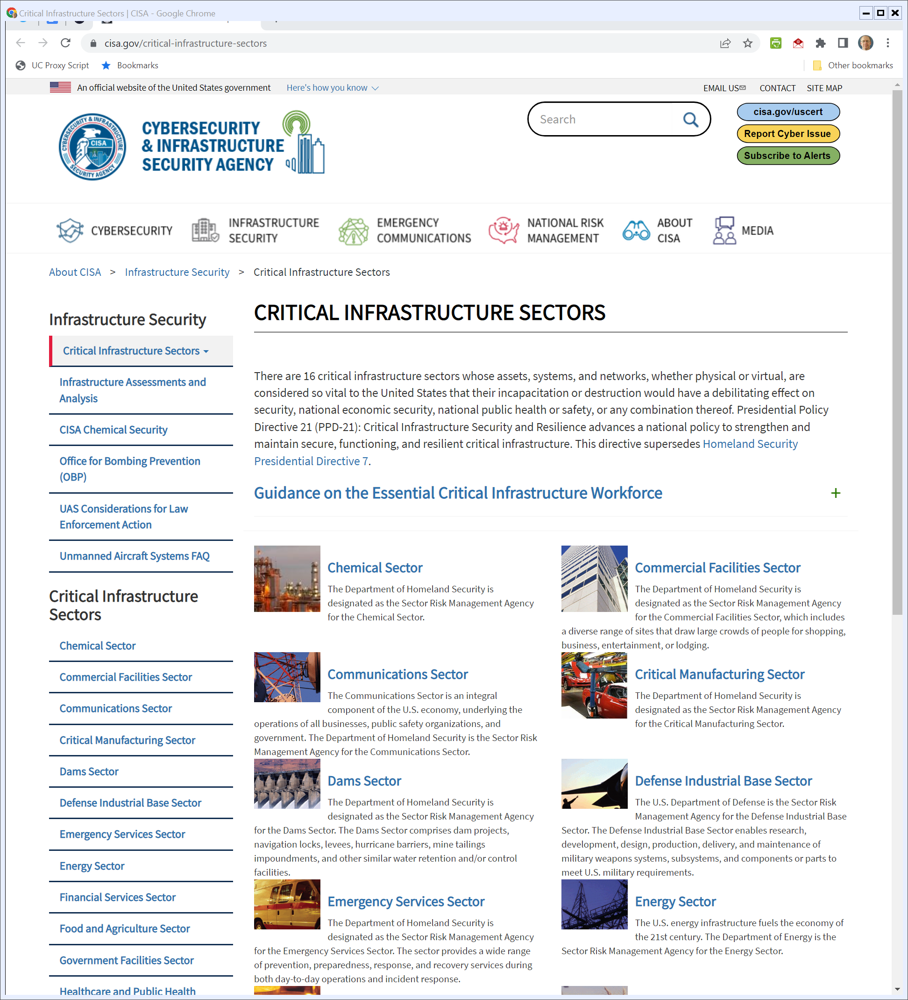 Critical Infrastructure Sectors | CISA - Google Chrome
cisa.gov/critical-infrastructure-sectors
UC Proxy Script
Bookmarks
Other bookmarks
An official website of the United States government
Here's how you know
EMAIL US
CONTACT
SITE MAP
CYBERSECURITY & INFRASTRUCTURE
CISA
SECURITY AGENCY
CYBERSECURITY
& INFRASTRUCTURE
SECURITY AGENCY
Search
cisa.gov/uscert
Report Cyber Issue
Subscribe to Alerts
CYBERSECURITY
INFRASTRUCTURE
SECURITY
EMERGENCY
COMMUNICATIONS
NATIONAL RISK
MANAGEMENT
ABOUT
CISA
MEDIA
About CISA > Infrastructure Security > Critical Infrastructure Sectors
Infrastructure Security
Critical Infrastructure Sectors
Infrastructure Assessments and
Analysis
CISA Chemical Security
Office for Bombing Prevention
(OBP)
UAS Considerations for Law
Enforcement Action
Unmanned Aircraft Systems FAQ
Critical Infrastructure
Sectors
Chemical Sector
Commercial Facilities Sector
Communications Sector
Critical Manufacturing Sector
Dams Sector
Defense Industrial Base Sector
Emergency Services Sector
Energy Sector
Financial Services Sector
Food and Agriculture Sector
Government Facilities Sector
Healthcare and Public Health
CRITICAL INFRASTRUCTURE SECTORS
There are 16 critical infrastructure sectors whose assets, systems, and networks, whether physical or virtual, are
considered so vital to the United States that their incapacitation or destruction would have a debilitating effect on
security, national economic security, national public health or safety, or any combination thereof. Presidential Policy
Directive 21 (PPD-21): Critical Infrastructure Security and Resilience advances a national policy to strengthen and
maintain secure, functioning, and resilient critical infrastructure. This directive supersedes Homeland Security
Presidential Directive 7.
Guidance on the Essential Critical Infrastructure Workforce +
Chemical Sector
The Department of Homeland Security is
designated as the Sector Risk Management Agency
for the Chemical Sector.
Commercial Facilities Sector
The Department of Homeland Security is
designated as the Sector Risk Management Agency
for the Commercial Facilities Sector, which includes
a diverse range of sites that draw large crowds of people for shopping,
business, entertainment, or lodging.
Communications Sector
The Communications Sector is an integral
component of the U.S. economy, underlying the
operations of all businesses, public safety organizations, and
government. The Department of Homeland Security is the Sector Risk
Management Agency for the Communications Sector.
Critical Manufacturing Sector
The Department of Homeland Security is
designated as the Sector Risk Management Agency
for the Critical Manufacturing Sector.
Dams Sector
The Department of Homeland Security is
designated as the Sector Risk Management Agency
for the Dams Sector. The Dams Sector comprises dam projects,
navigation locks, levees, hurricane barriers, mine tailings
impoundments, and other similar water retention and/or control
facilities.
Defense Industrial Base Sector
The U.S. Department of Defense is the Sector Risk
Management Agency for the Defense Industrial Base
Sector. The Defense Industrial Base Sector enables research,
development, design, production, delivery, and maintenance of
military weapons systems, subsystems, and components or parts to
meet U.S. military requirements.
Emergency Services Sector
The Department of Homeland Security is
designated as the Sector Risk Management Agency
for the Emergency Services Sector. The sector provides a wide range
of prevention, preparedness, response, and recovery services during
both day-to-day operations and incident response.
Energy Sector
The U.S. energy infrastructure fuels the economy of
the 21st century. The Department of Energy is the
Sector Risk Management Agency for the Energy Sector.